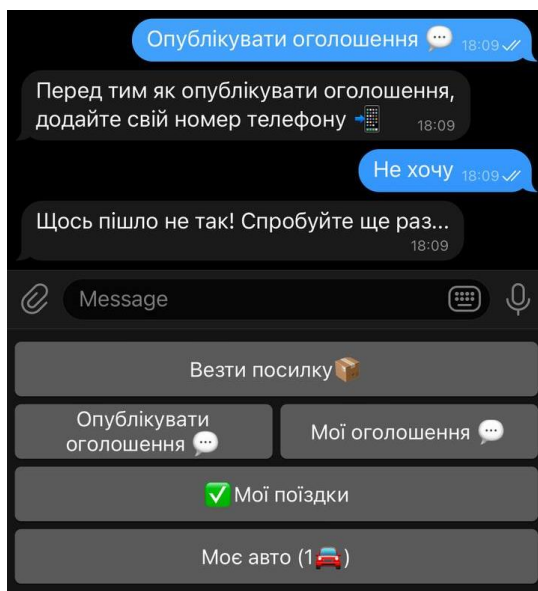 Опублікувати оголошення 💬 18:09
Перед тим як опублікувати оголошення,
додайте свій номер телефону 📲 18:09
Не хочу 18:09
Щось пішло не так! Спробуйте ще раз...
18:09
Message
Везти посилку📦
Опублікувати
оголошення 💬
Мої оголошення 💬
✅ Мої поїздки
Моє авто (1🚘)